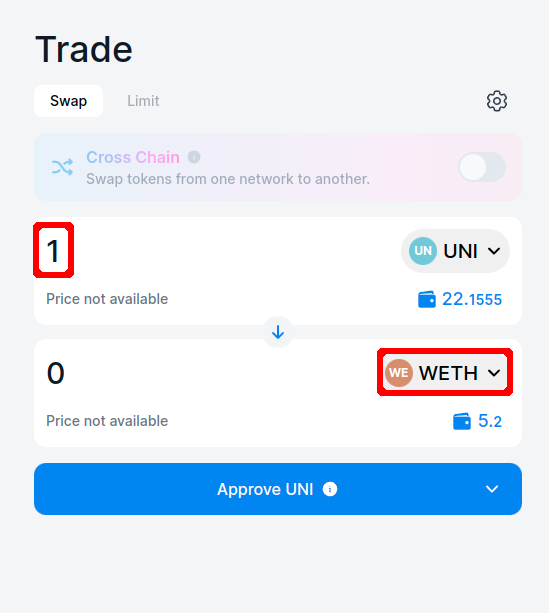 Trade
Swap
Limit
Cross Chain i
Swap tokens from one network to another.
1
UN UNI
Price not available
22.1555
0
WE WETH
Price not available
5.2
Approve UNI i